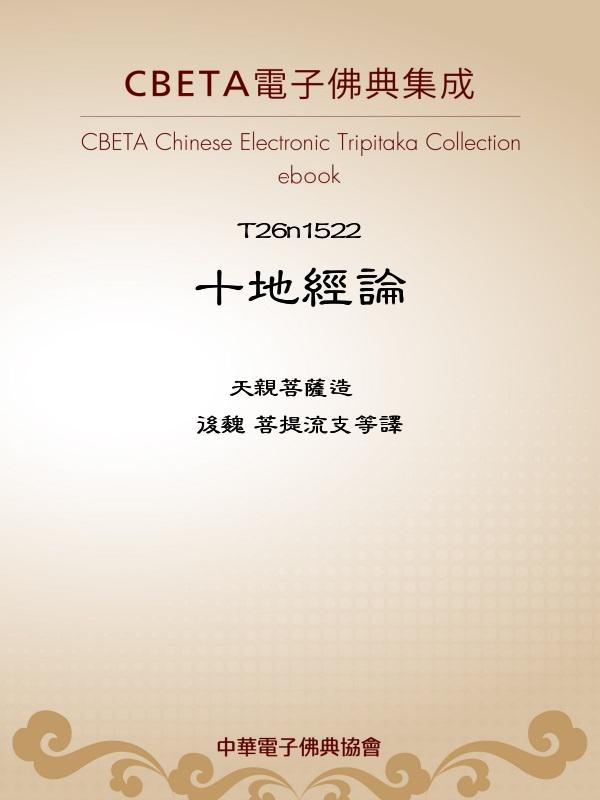 CBETA電子佛典集成
CBETA Chinese Electronic Tripitaka Collection
ebook
T26n1522
十地經論
天親菩薩造
後魏 菩提流支等譯
中華電子佛典協會